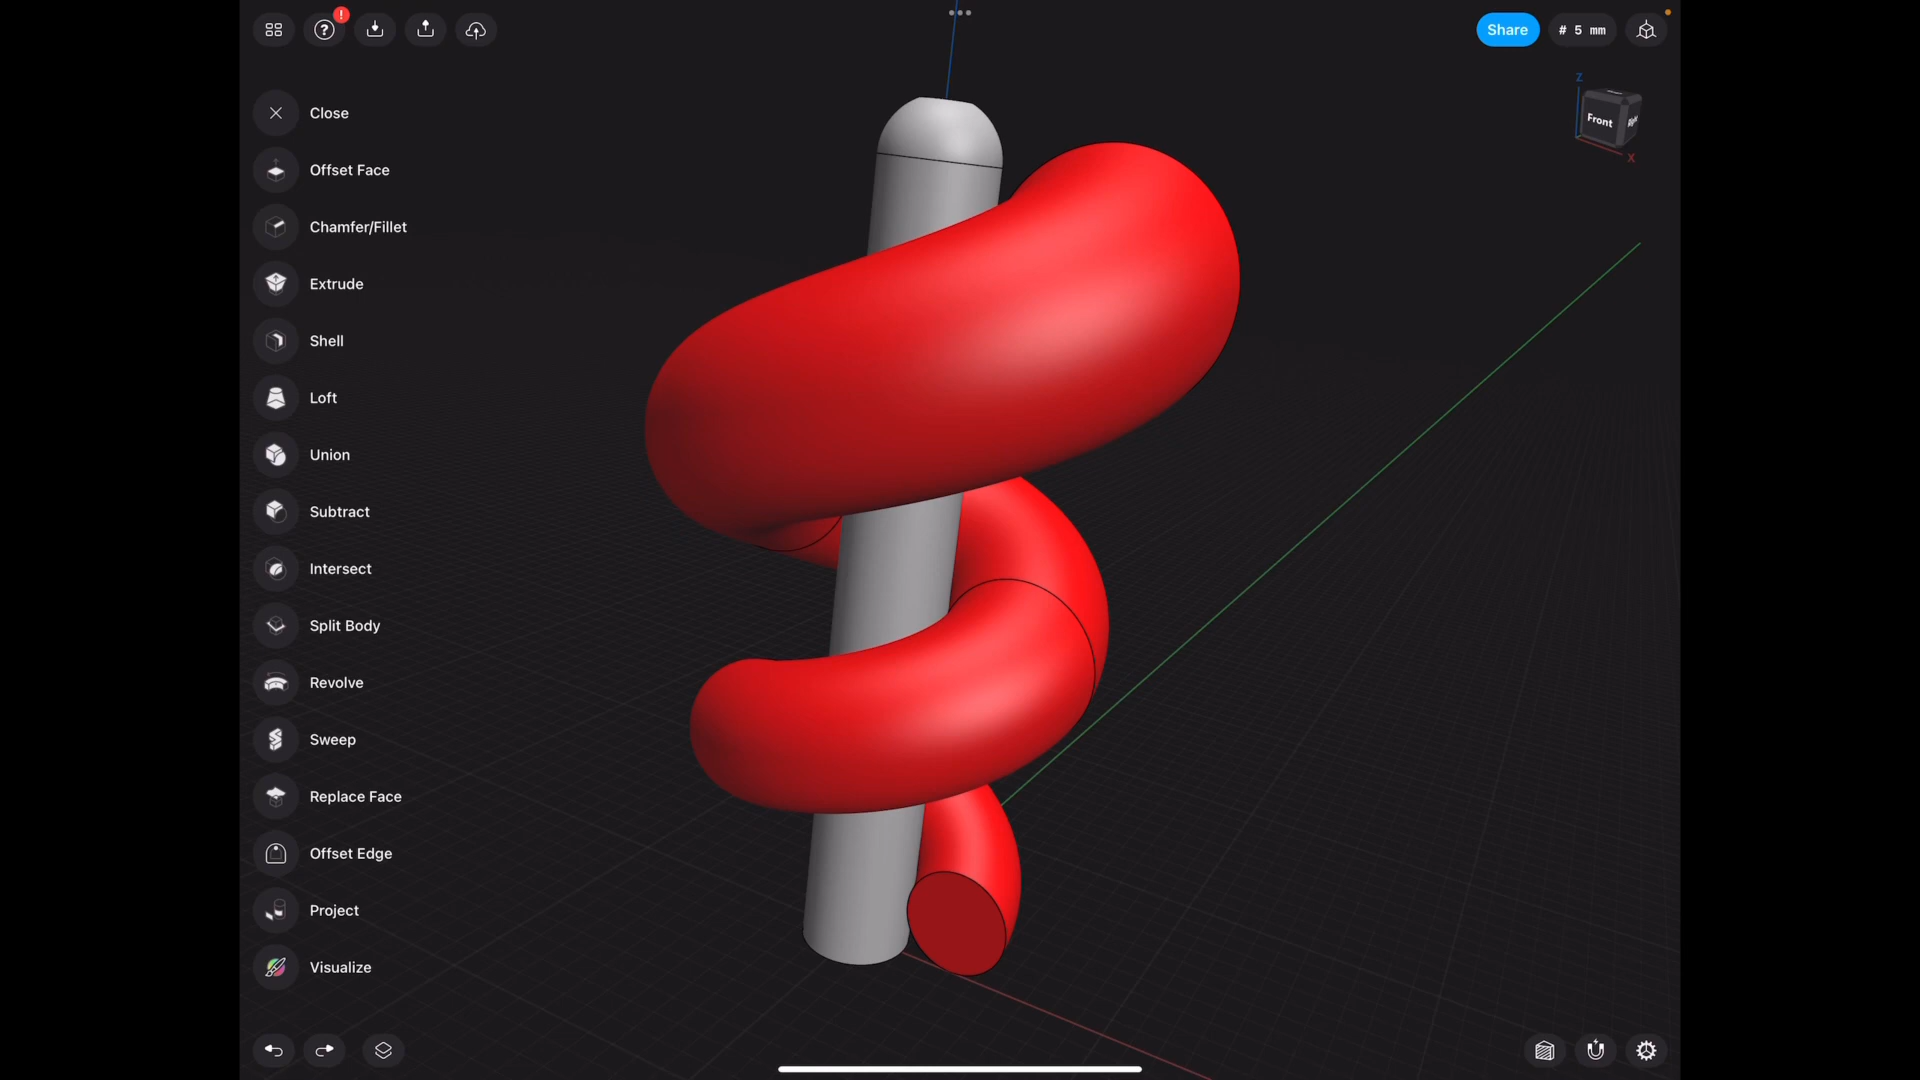 Share
# 5 mm
Z
Front
X
Close
Offset Face
Chamfer/Fillet
Extrude
Shell
Loft
Union
Subtract
Intersect
Split Body
Revolve
Sweep
Replace Face
Offset Edge
Project
Visualize